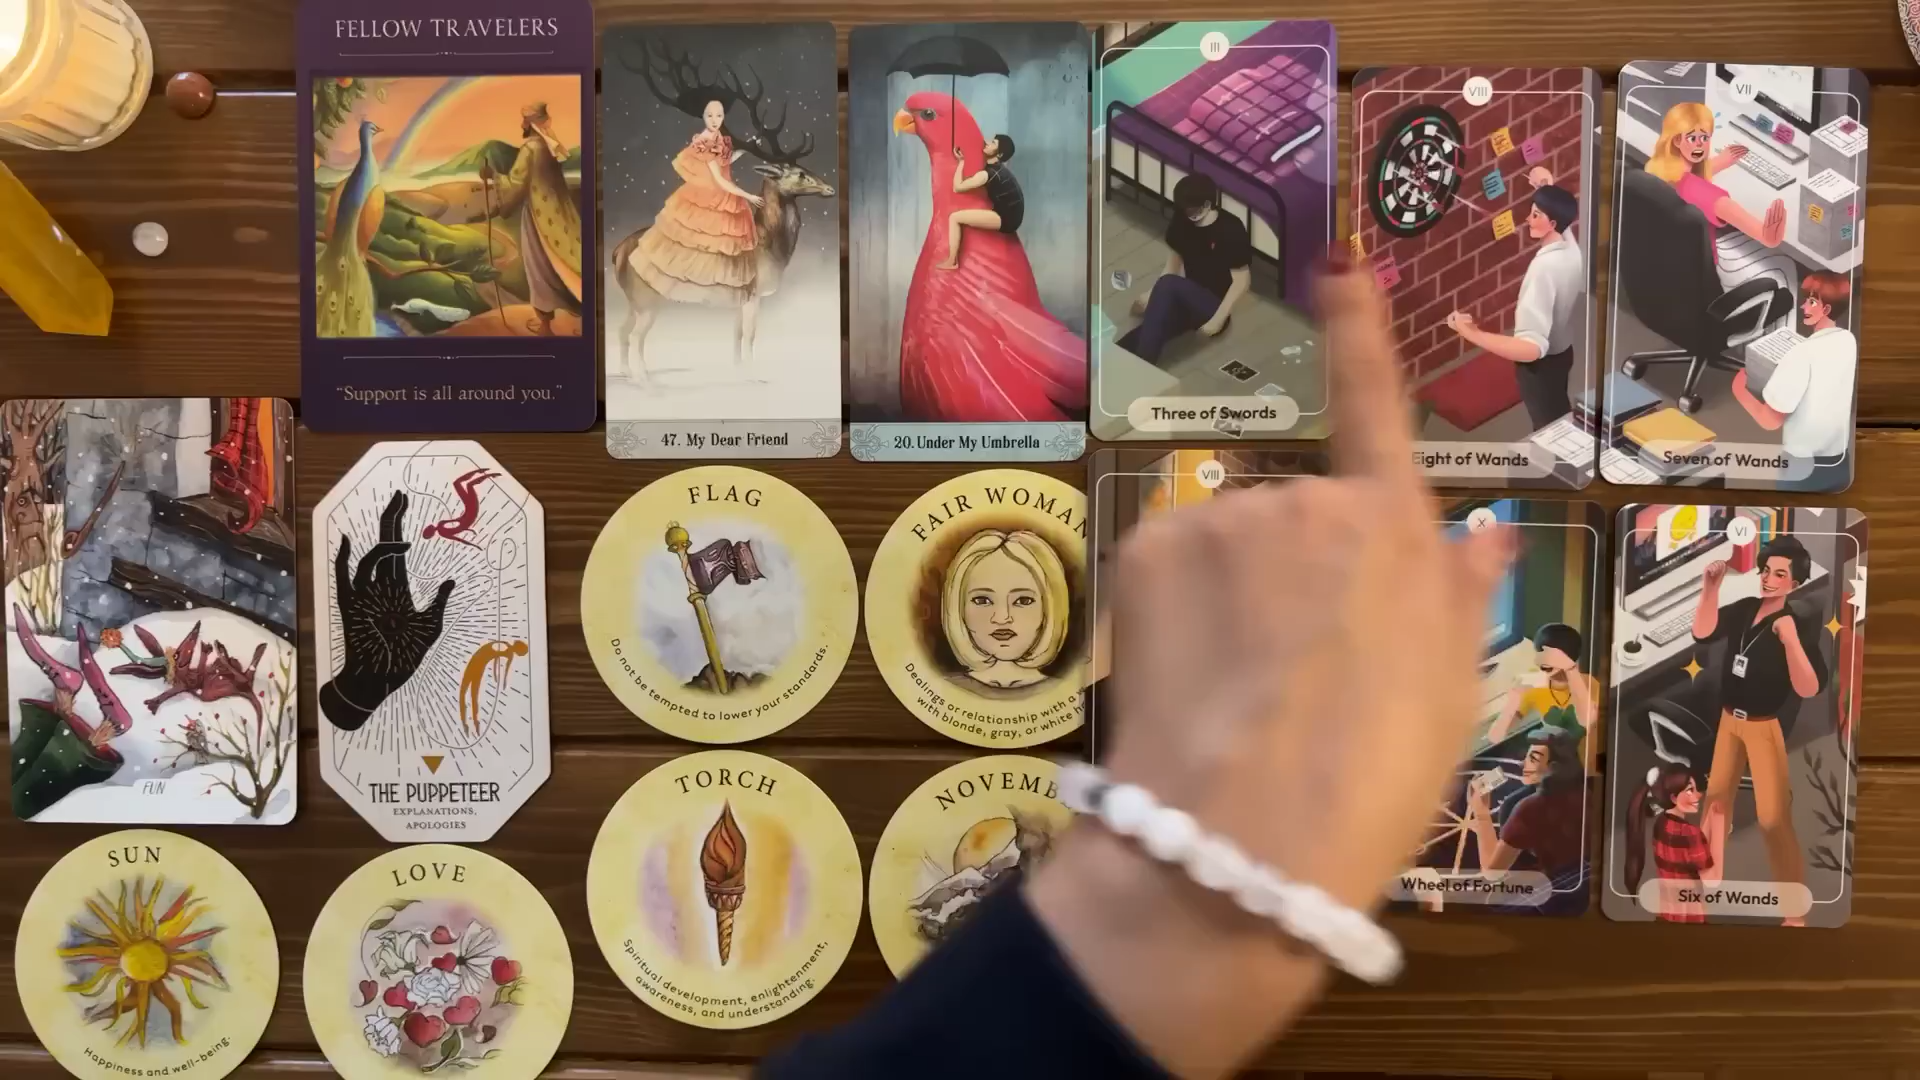 FELLOW TRAVELERS
"Support is all around you."
47. My Dear Friend
20. Under My Umbrella
III
Three of Swords
VIII
Eight of Wands
VII
Seven of Wands
FUN
THE PUPPETEER
EXPLANATIONS,
APOLOGIES
FLAG
Do not be tempted to lower your standards.
FAIR WOMAN
Dealings or relationship with a
with blonde, gray, or white
VIII
X
Wheel of Fortune
VI
Six of Wands
SUN
Happiness and well-being.
LOVE
TORCH
Spiritual development, enlightenment,
awareness, and understanding.